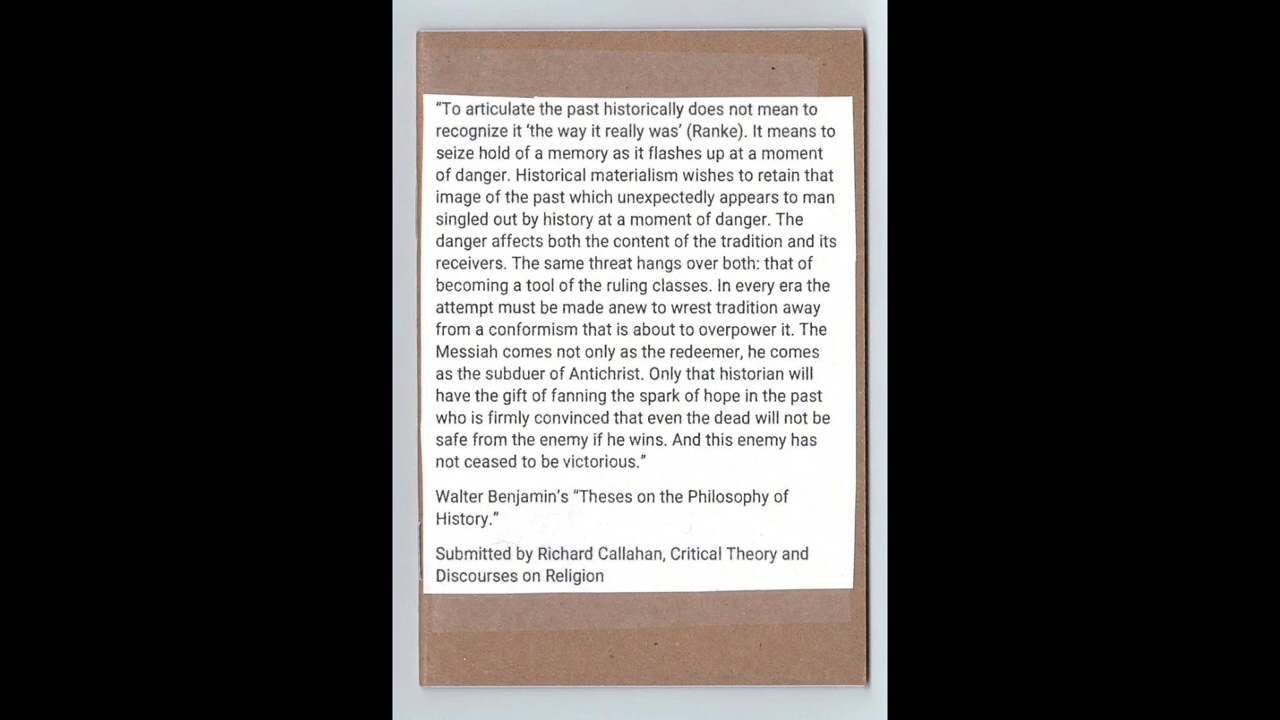 “To articulate the past historically does not mean to
recognize it ‘the way it really was’ (Ranke). It means to
seize hold of a memory as it flashes up at a moment
of danger. Historical materialism wishes to retain that
image of the past which unexpectedly appears to man
singled out by history at a moment of danger. The
danger affects both the content of the tradition and its
receivers. The same threat hangs over both: that of
becoming a tool of the ruling classes. In every era the
attempt must be made anew to wrest tradition away
from a conformism that is about to overpower it. The
Messiah comes not only as the redeemer, he comes
as the subduer of Antichrist. Only that historian will
have the gift of fanning the spark of hope in the past
who is firmly convinced that even the dead will not be
safe from the enemy if he wins. And this enemy has
not ceased to be victorious.”
Walter Benjamin’s “Theses on the Philosophy of
History.”
Submitted by Richard Callahan, Critical Theory and
Discourses on Religion